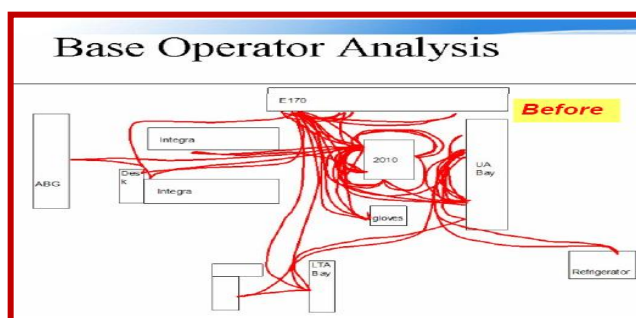 Base Operator Analysis
E170
Before
Integra
2010
UA
Bay
ABG
Des
k
Integra
gloves
LTA
Bay
Refrigerator